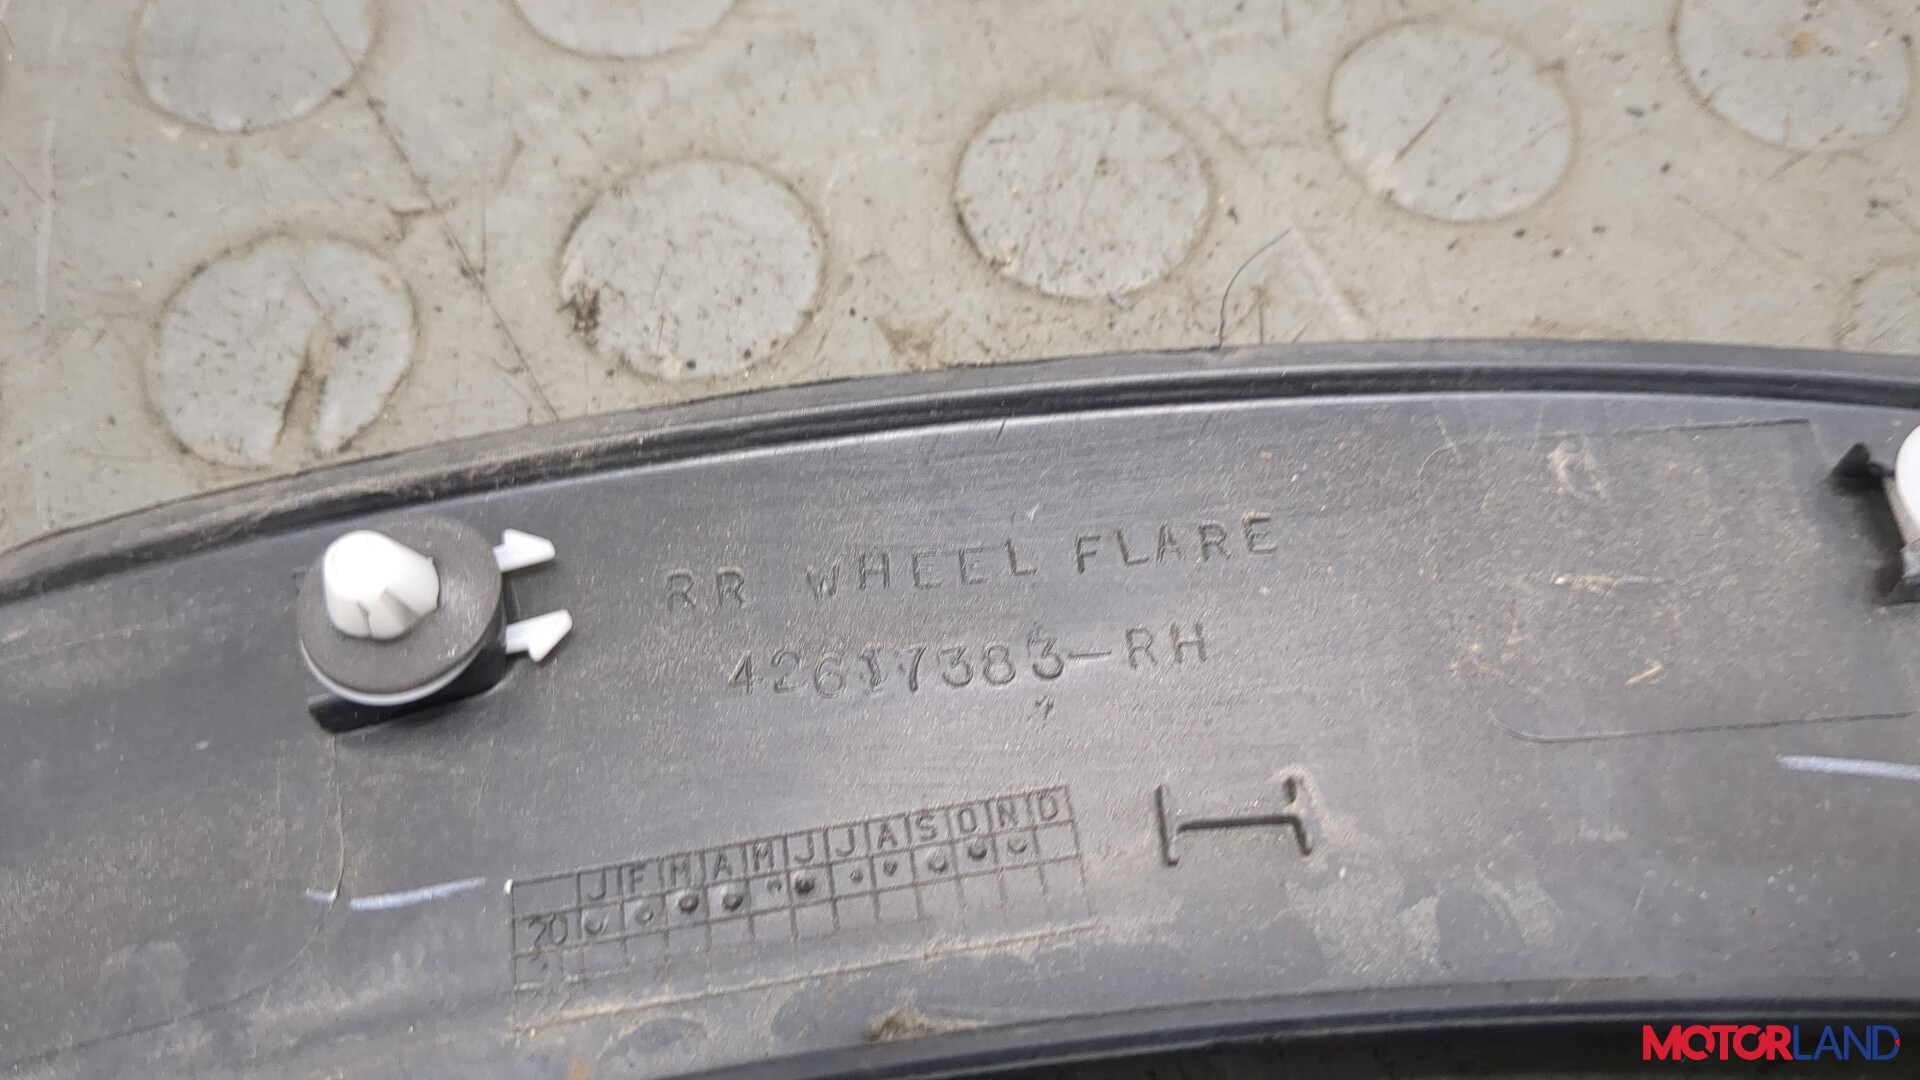 RR WHEEL FLARE
42617383-RH
J F M A M J J A S O N D
20
MOTORLAND